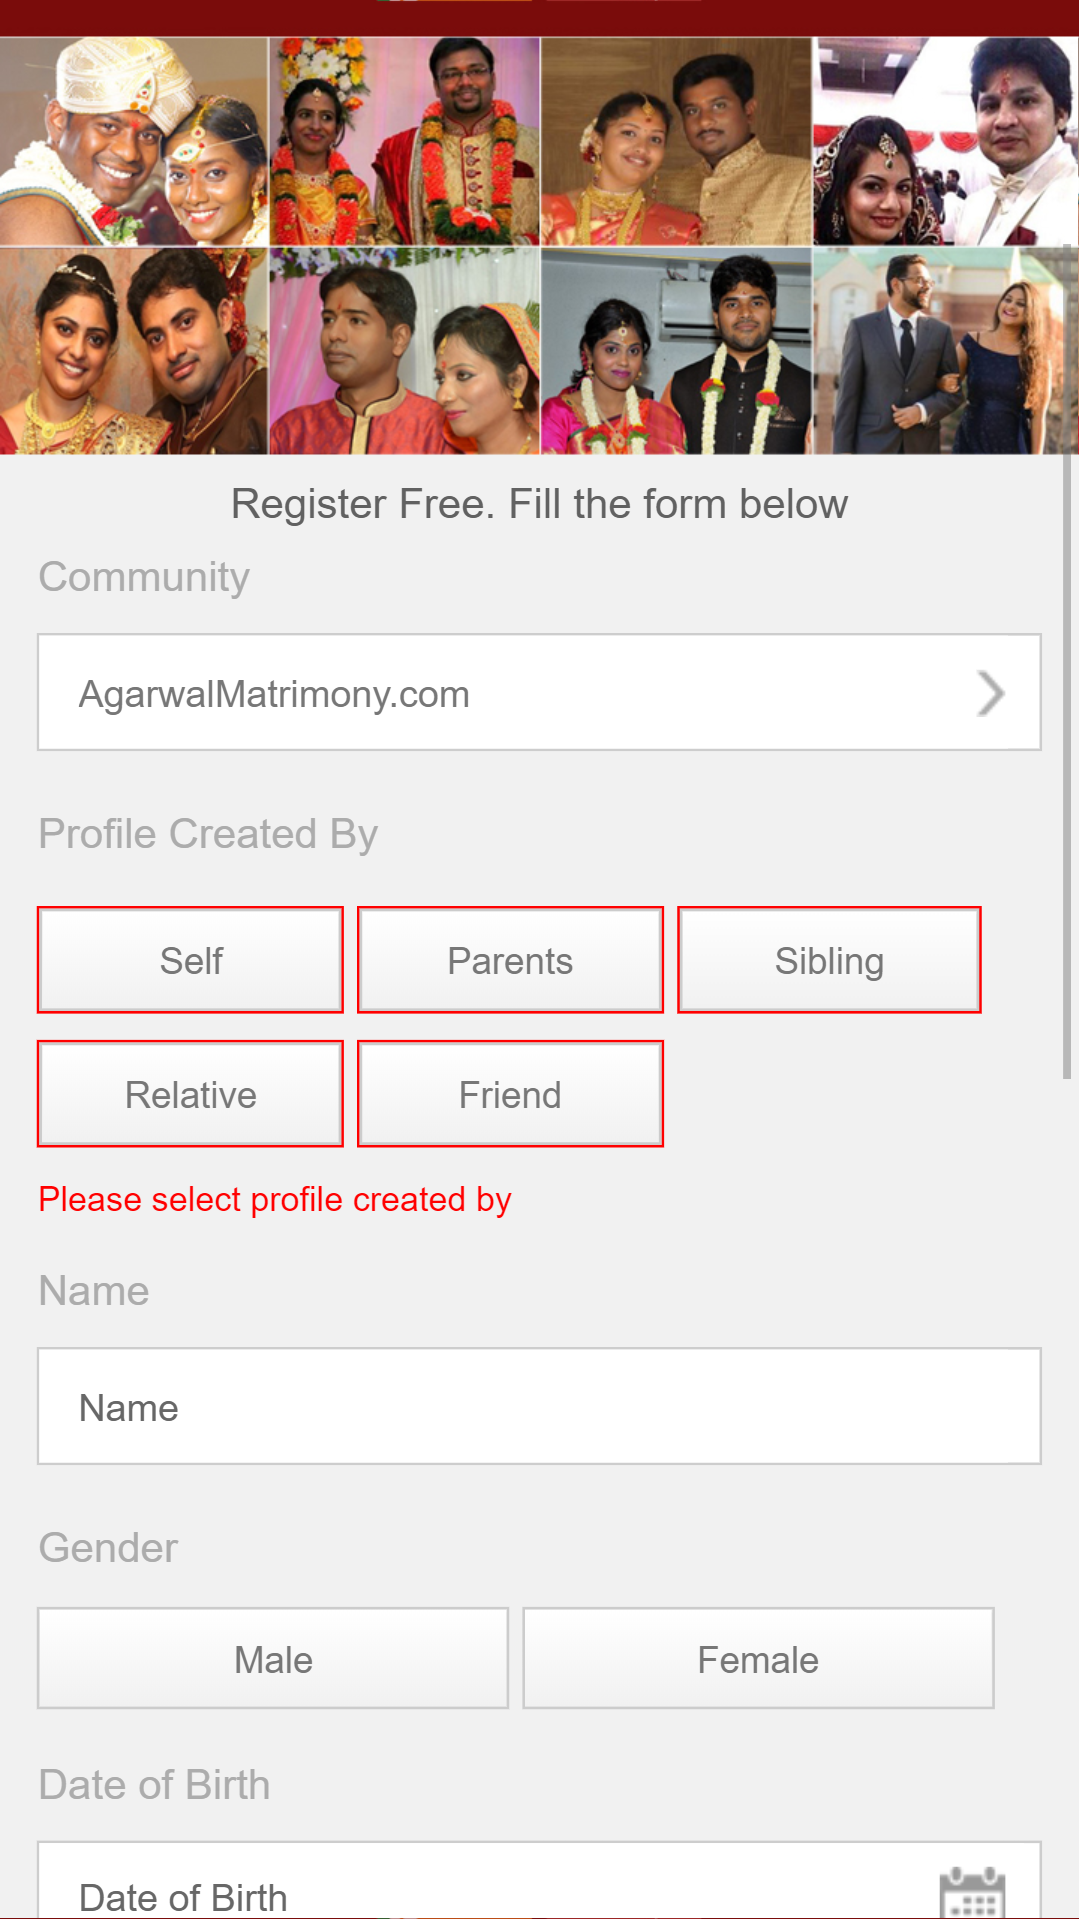 Register Free. Fill the form below
Community
AgarwalMatrimony.com
Profile Created By
Self Parents Sibling
Relative Friend
Please select profile created by
Name
Name
Gender
Male Female
Date of Birth
Date of Birth